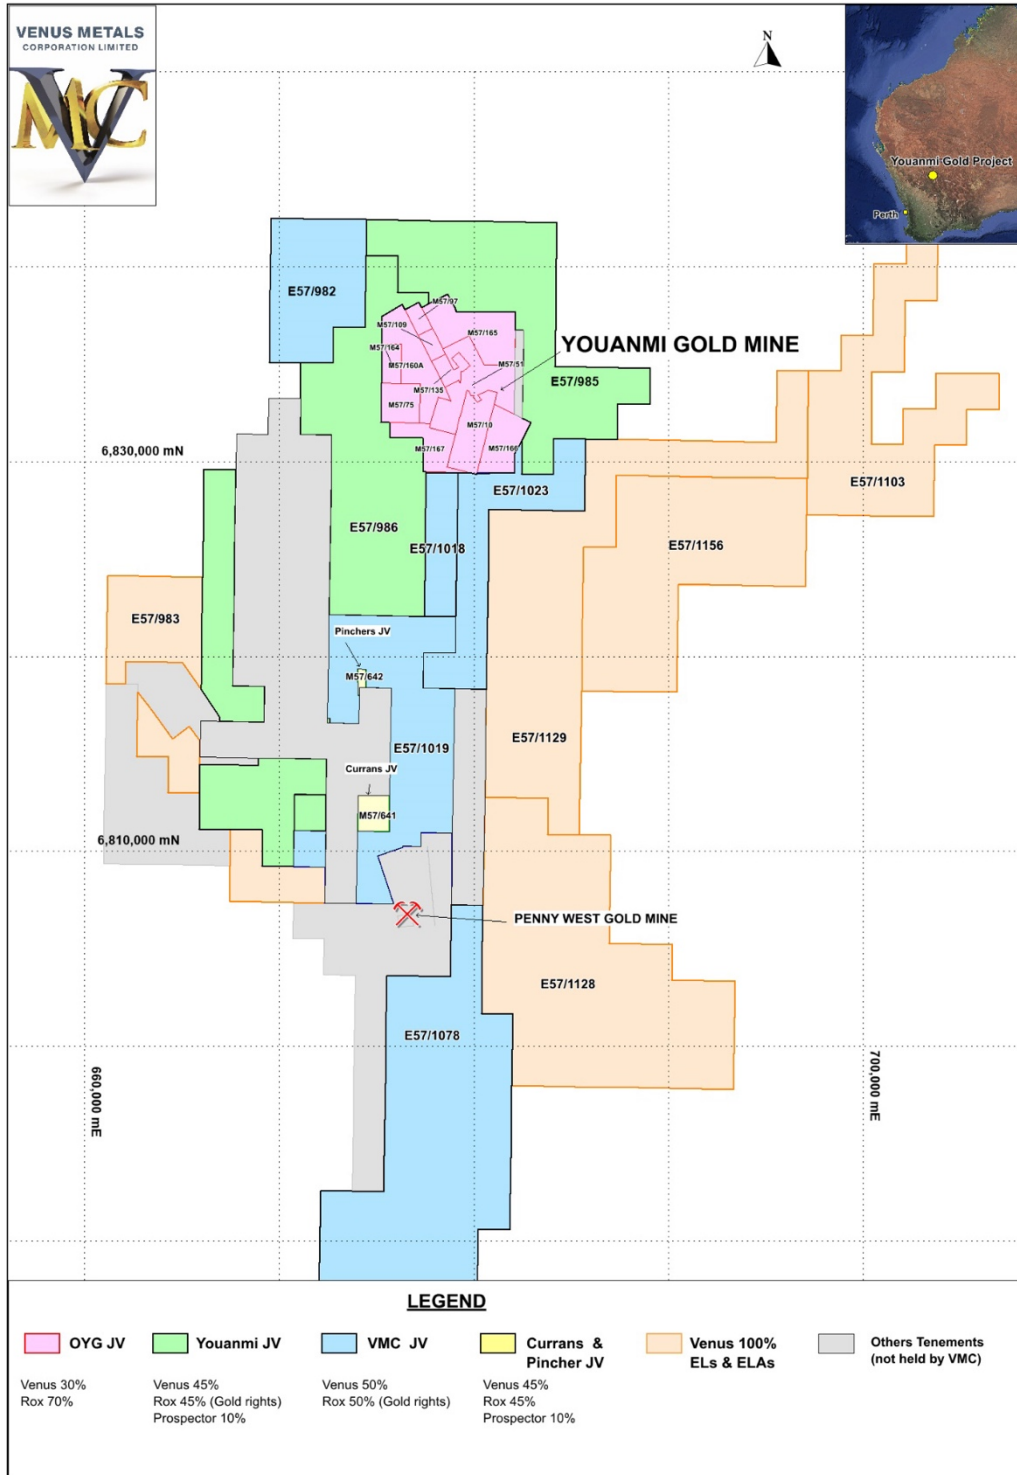 VENUS METALS
CORPORATION LIMITED
VMC
N
Youanmi Gold Project
Perth
E57/982
M57/97
M57/109
M57/165
M57/164
YOUANMI GOLD MINE
M57/160A
M57/51
E57/985
M57/135
M57/75
M57/10
M57/167
M57/166
6,830,000 mN
E57/1023
E57/1103
E57/986
E57/1018
E57/1156
E57/983
Pinchers JV
M57/642
E57/1129
E57/1019
Currans JV
M57/641
6,810,000 mN
PENNY WEST GOLD MINE
E57/1128
E57/1078
660,000 mE
700,000 mE
LEGEND
OYG JV
Venus 30%
Rox 70%
Youanmi JV
Venus 45%
Rox 45% (Gold rights)
Prospector 10%
VMC JV
Venus 50%
Rox 50% (Gold rights)
Currans &
Pincher JV
Venus 45%
Rox 45%
Prospector 10%
Venus 100%
ELs & ELAs
Others Tenements
(not held by VMC)